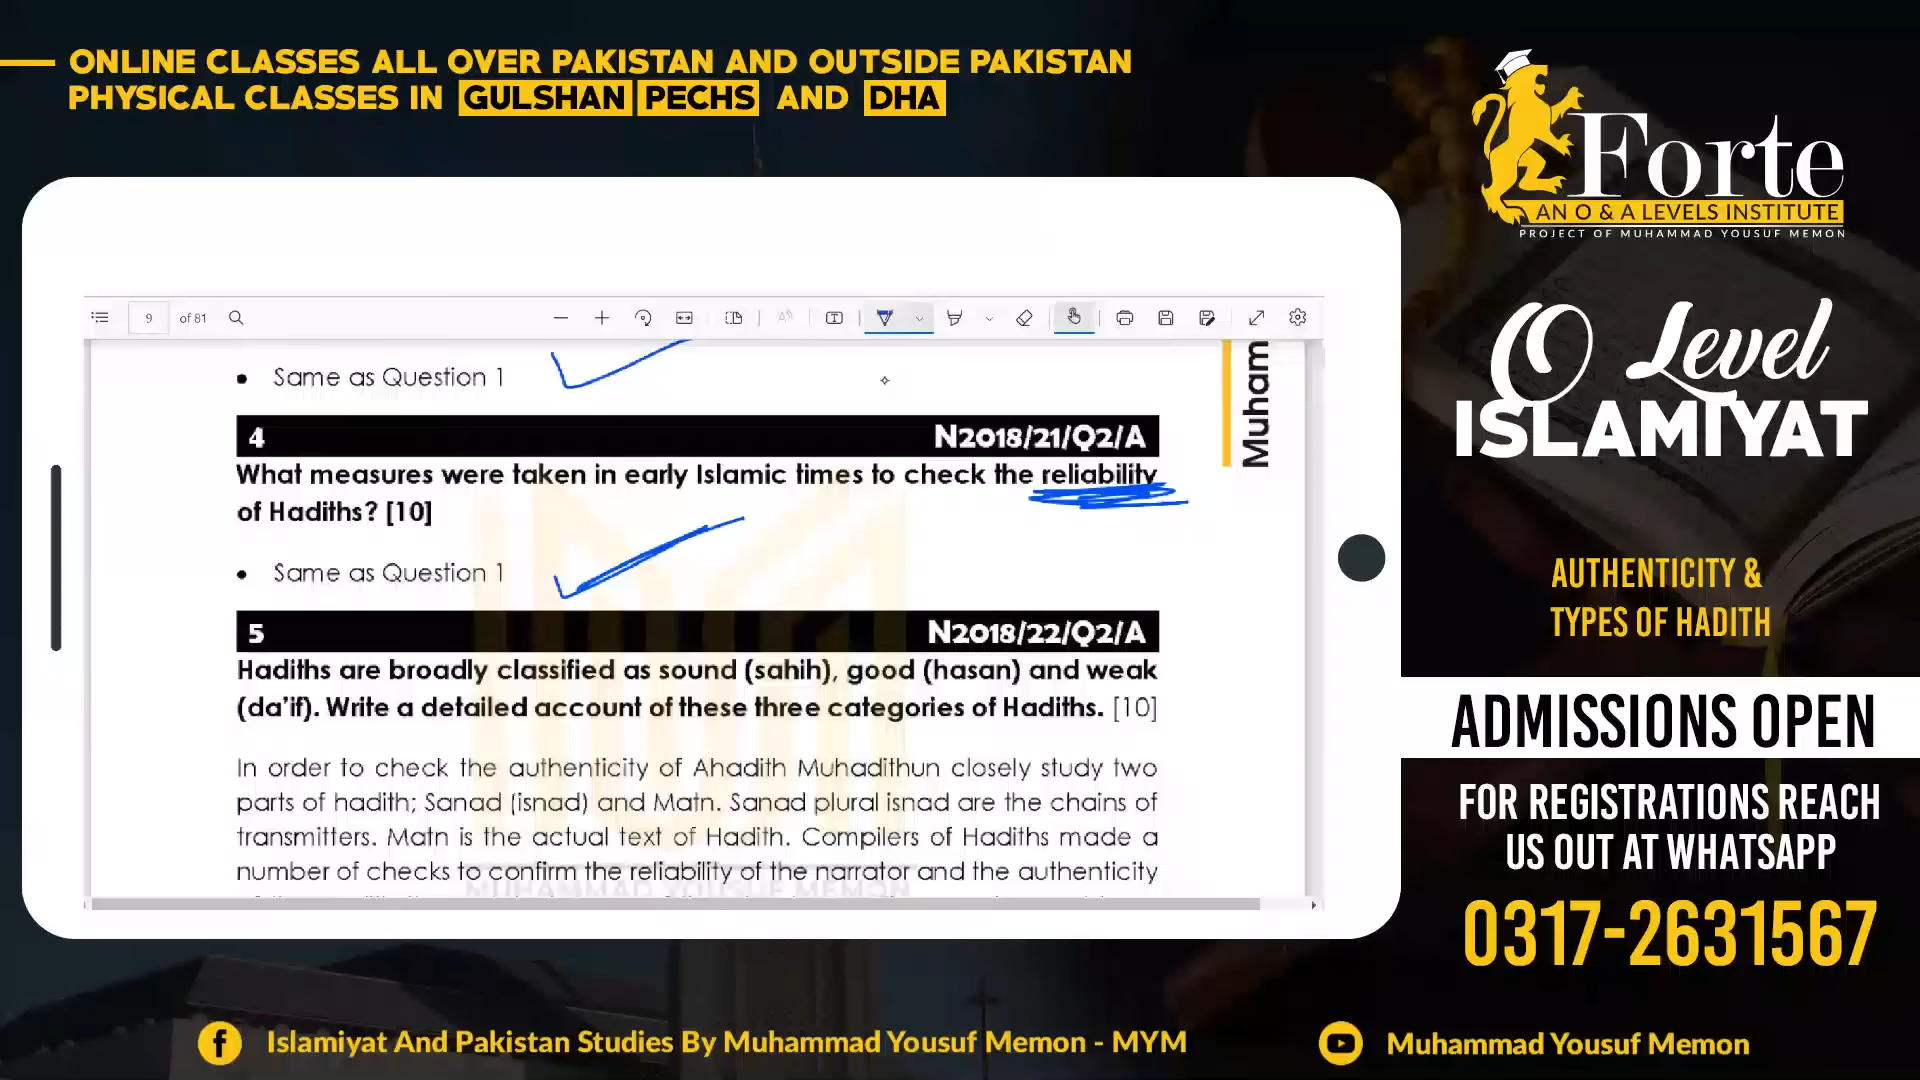 ONLINE CLASSES ALL OVER PAKISTAN AND OUTSIDE PAKISTAN
PHYSICAL CLASSES IN GULSHAN PECHS AND DHA
Forte
AN O & A LEVELS INSTITUTE
PROJECT OF MUHAMMAD YOUSUF MEMON
9 of 81
Same as Question 1
Muham
4 N2018/21/Q2/A
What measures were taken in early Islamic times to check the reliability
of Hadiths? [10]
Same as Question 1
5 N2018/22/Q2/A
Hadiths are broadly classified as sound (sahih), good (hasan) and weak
(da'if). Write a detailed account of these three categories of Hadiths. [10]
In order to check the authenticity of Ahadith Muhadithun closely study two
parts of hadith; Sanad (isnad) and Matn. Sanad plural isnad are the chains of
transmitters. Matn is the actual text of Hadith. Compilers of Hadiths made a
number of checks to confirm the reliability of the narrator and the authenticity
MUHAMMAD YOUSUF MEMON
O Level
ISLAMIYAT
AUTHENTICITY &
TYPES OF HADITH
ADMISSIONS OPEN
FOR REGISTRATIONS REACH
US OUT AT WHATSAPP
0317-2631567
Islamiyat And Pakistan Studies By Muhammad Yousuf Memon - MYM
Muhammad Yousuf Memon